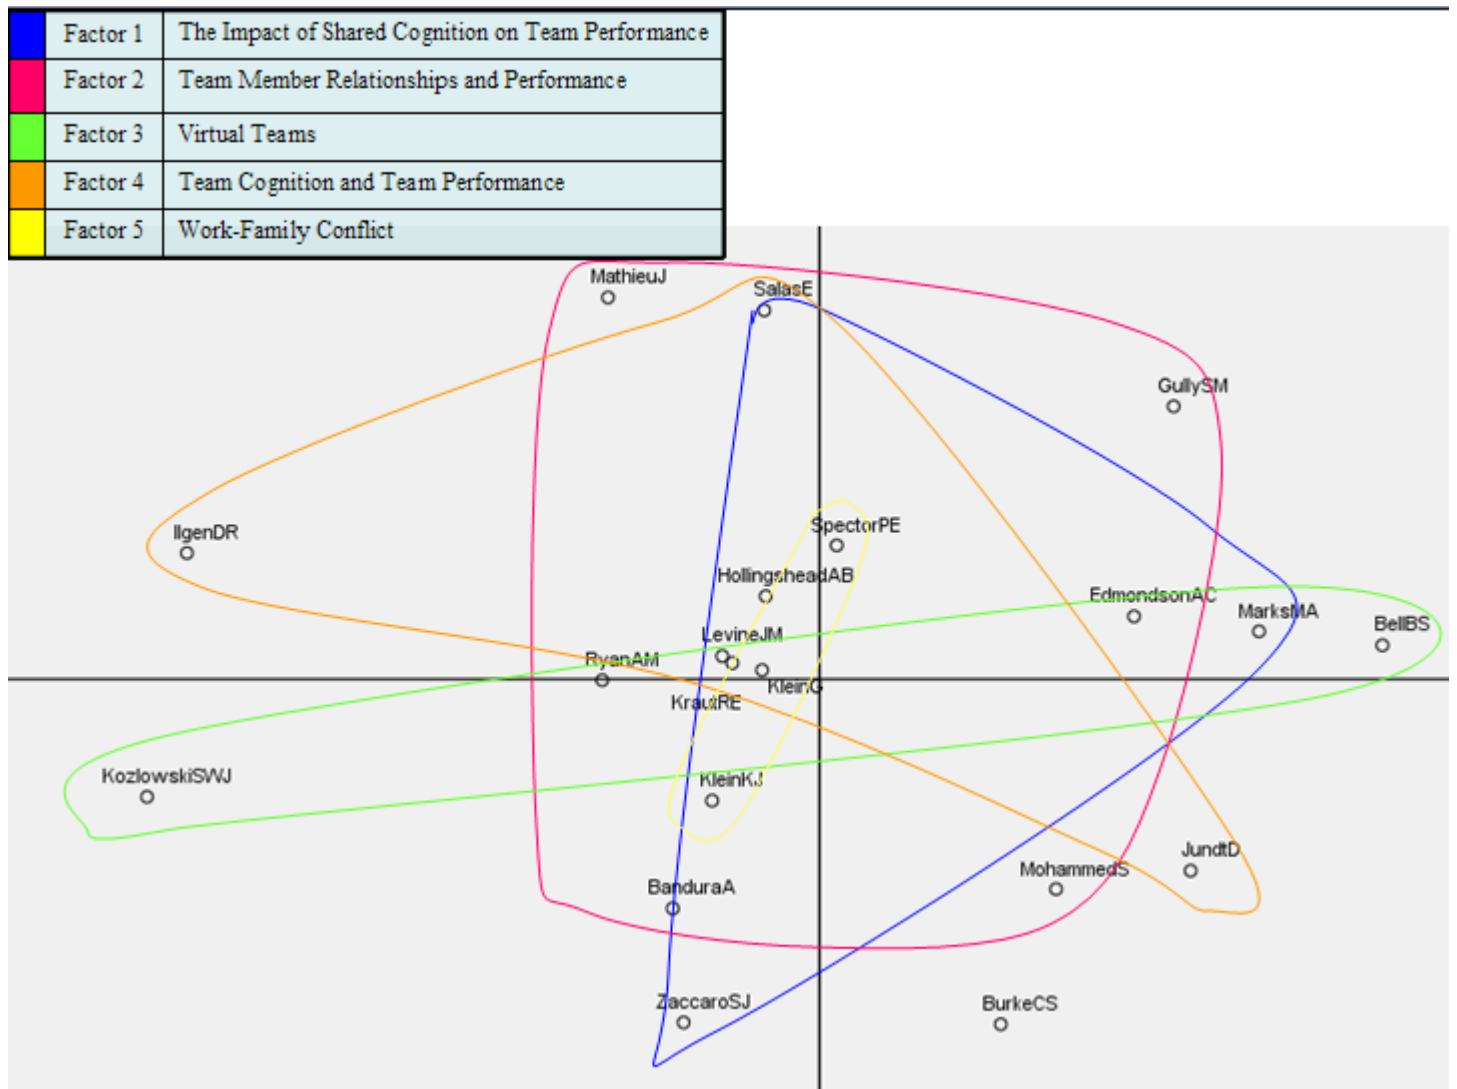 Factor 1 The Impact of Shared Cognition on Team Performance
Factor 2 Team Member Relationships and Performance
Factor 3 Virtual Teams
Factor 4 Team Cognition and Team Performance
Factor 5 Work-Family Conflict
MathieuJ
SalasE
GullySM
SpectorPE
IlgenDR
HollingsheadAB
EdmondsonAC
MarksMA
BellBS
LevineJM
RyanAM
KleinG
KrautRE
KozlowskiSWJ
KleinKJ
JundtD
MohammedS
BanduraA
ZaccaroSJ
BurkeCS